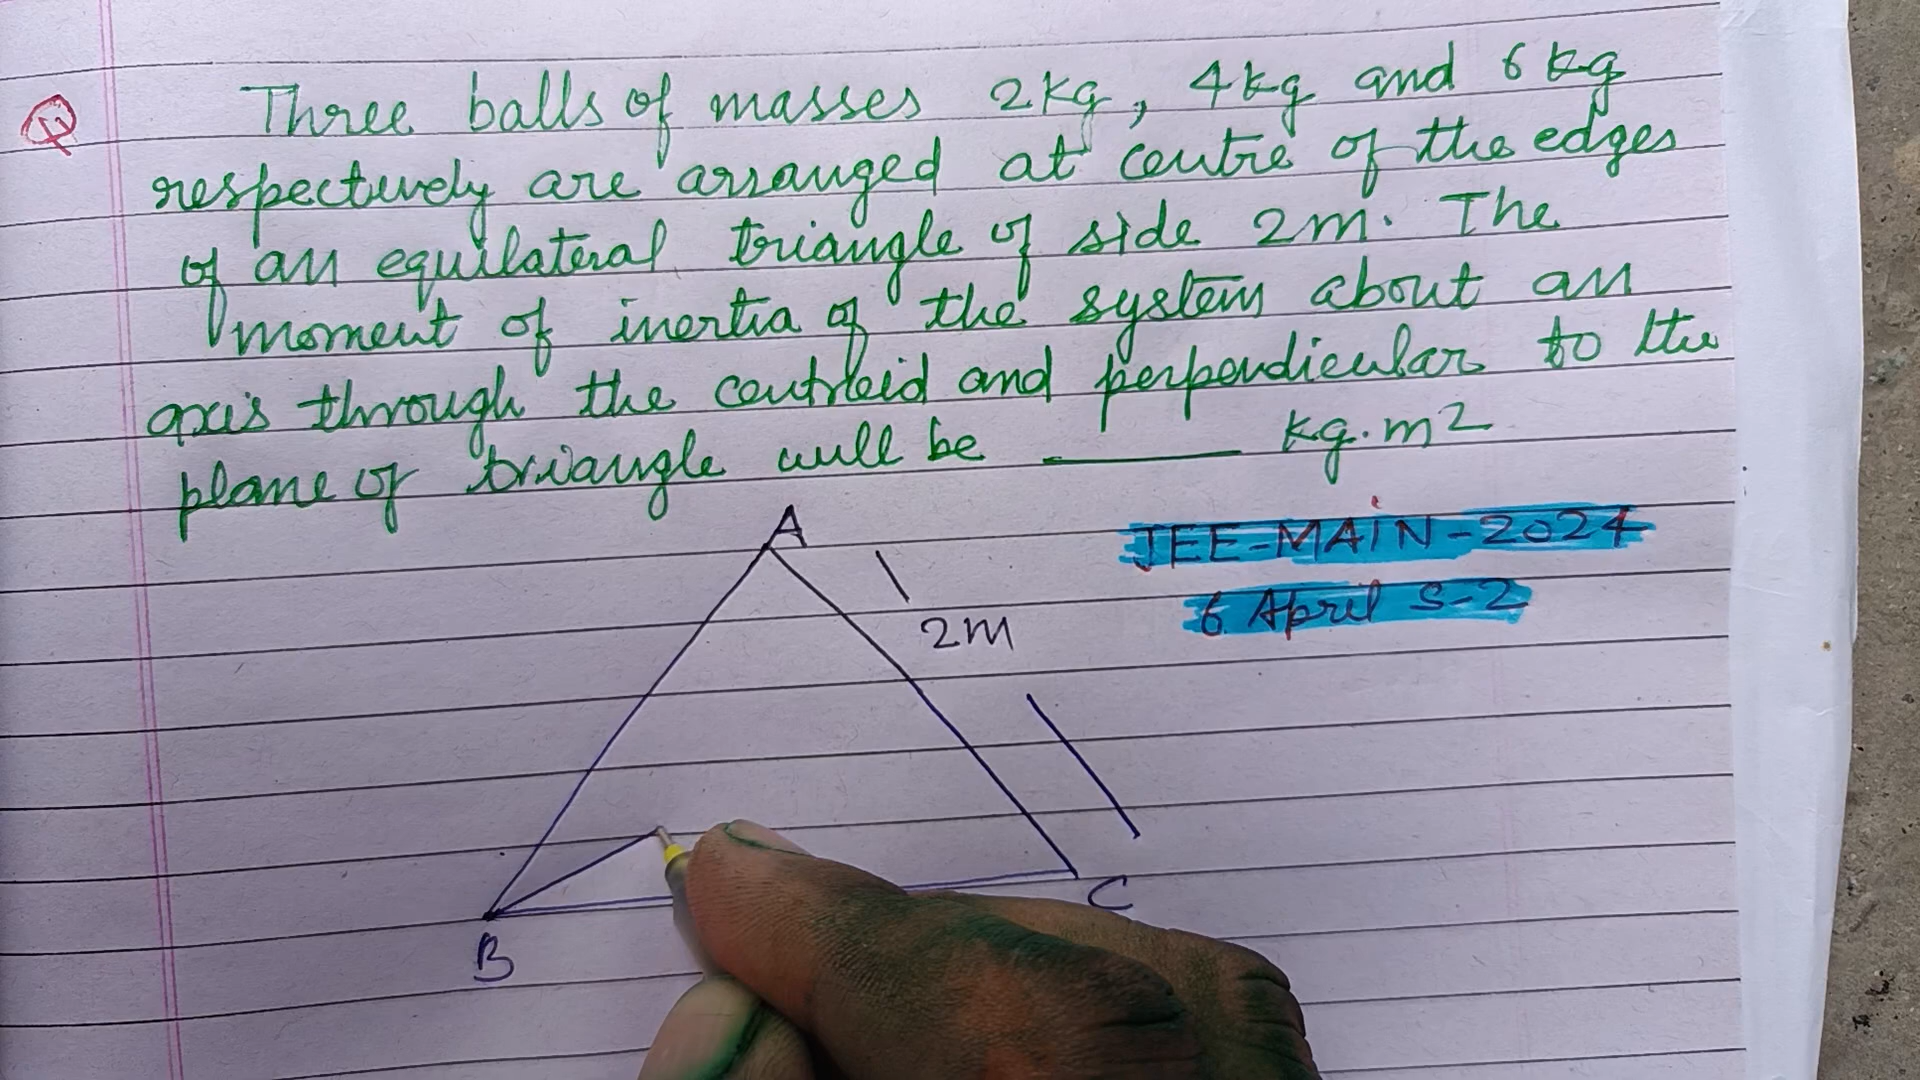 Q Three balls of masses 2kg, 4kg and 6kg
respectively are arranged at centre of the edges
of an equilateral triangle of side 2m. The
moment of inertia of the system about an
axis through the centroid and perpendicular to the
plane of triangle will be ______ kg.m2
JEE-MAiN-2024
6 April S-2
A
2m
C
B